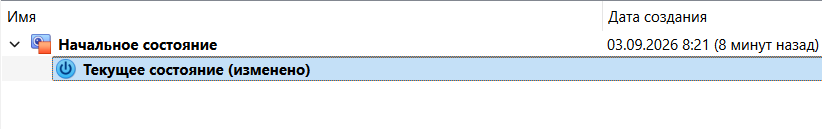 Имя Дата создания
Начальное состояние 03.09.2026 8:21 (8 минут назад)
Текущее состояние (изменено)